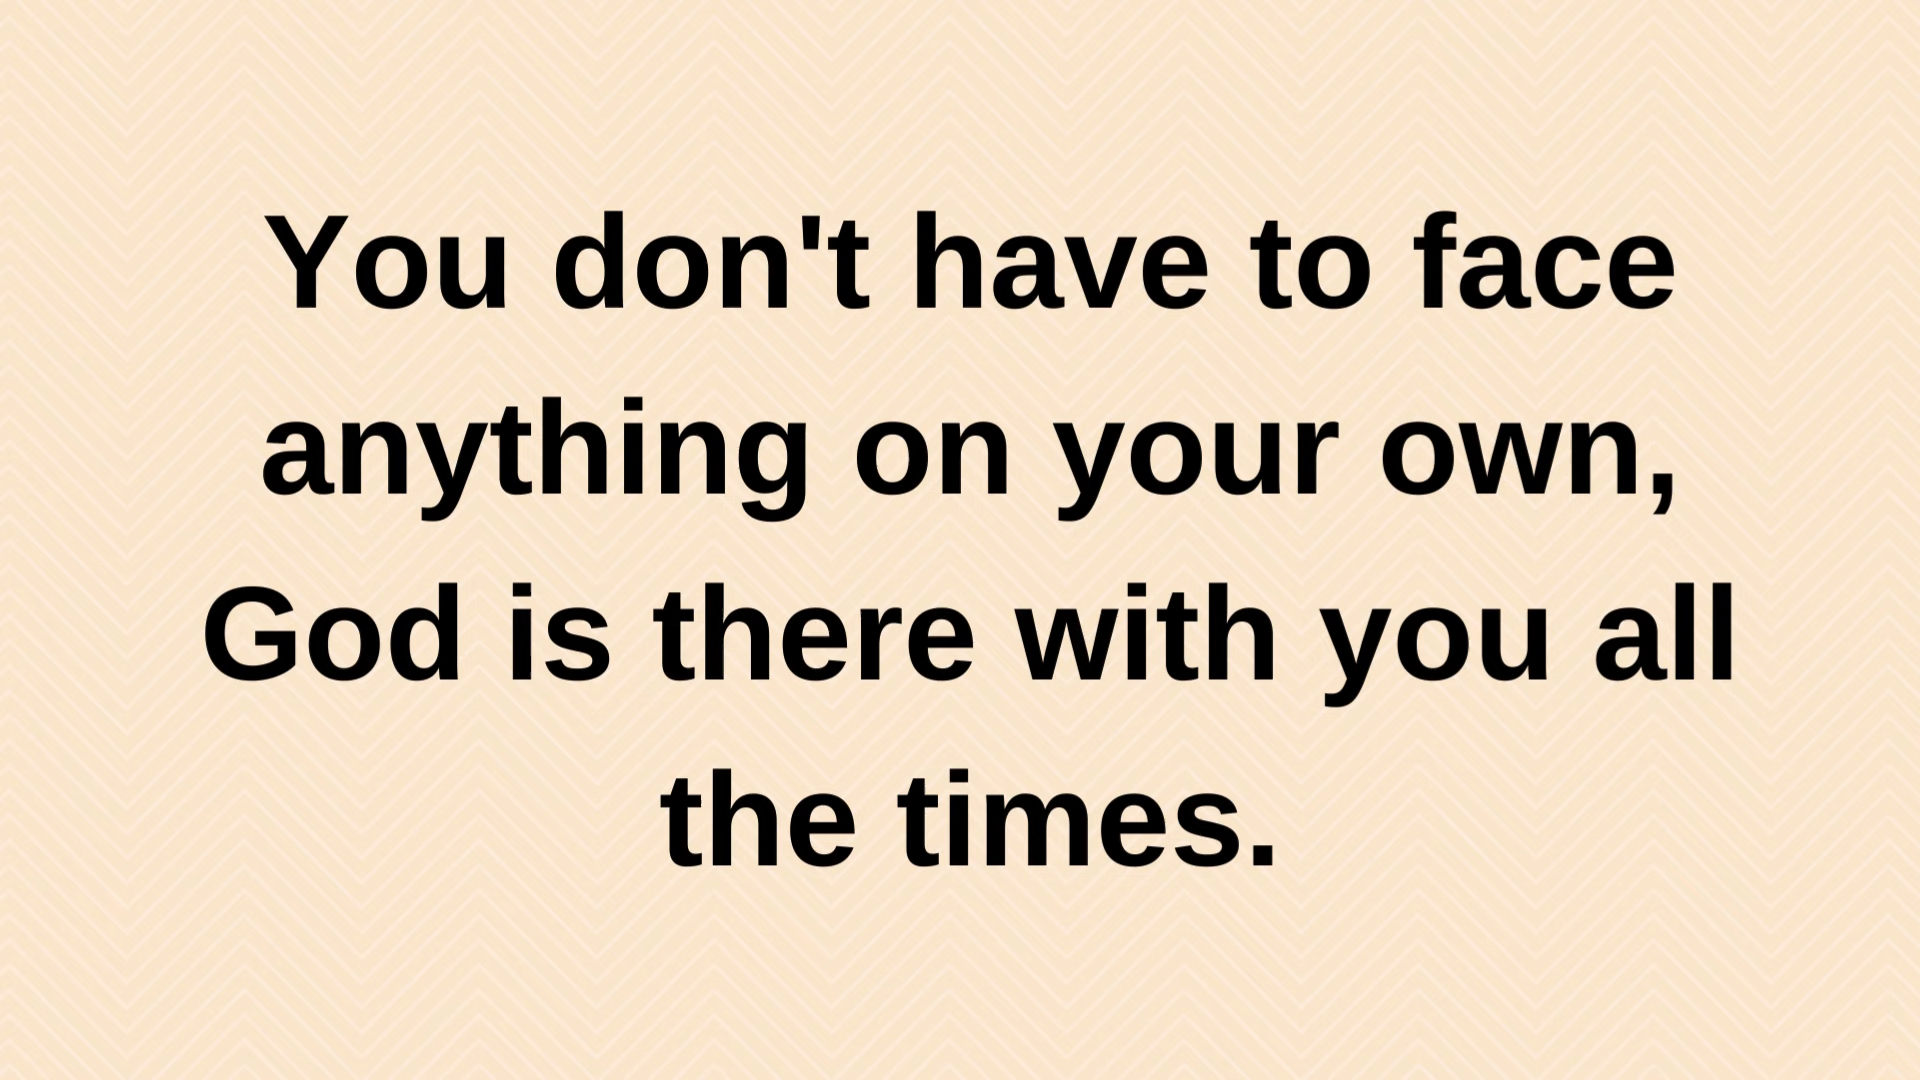 You don't have to face
anything on your own,
God is there with you all
the times.